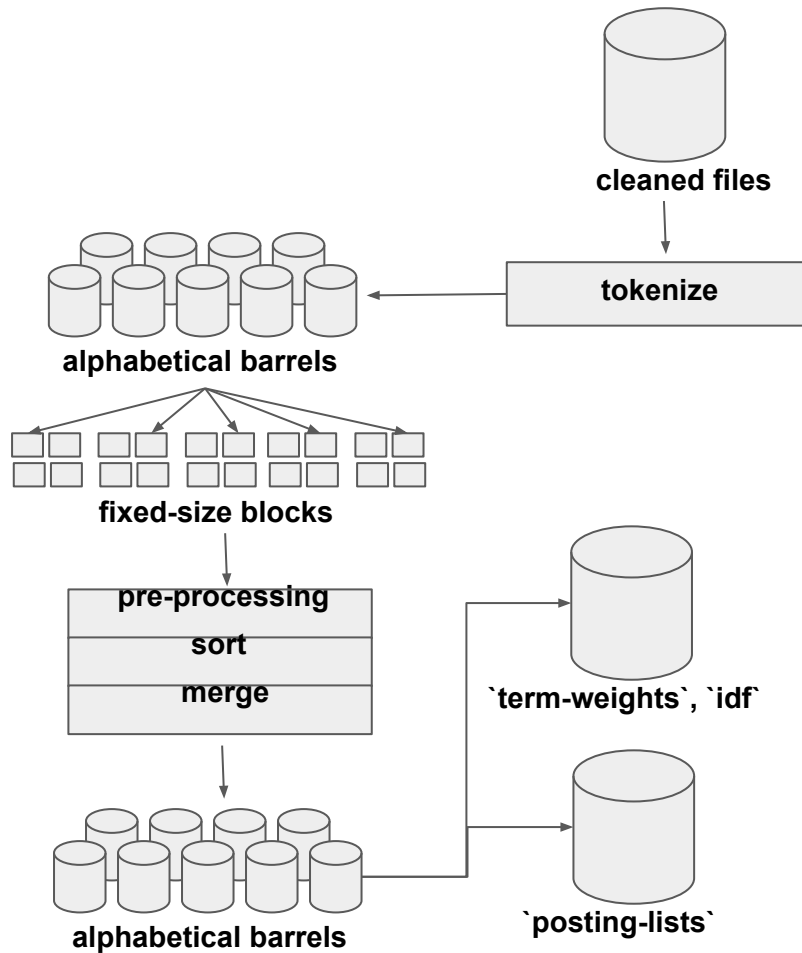 cleaned files
tokenize
alphabetical barrels
fixed-size blocks
pre-processing
sort
merge
`term-weights`, `idf`
`posting-lists`
alphabetical barrels